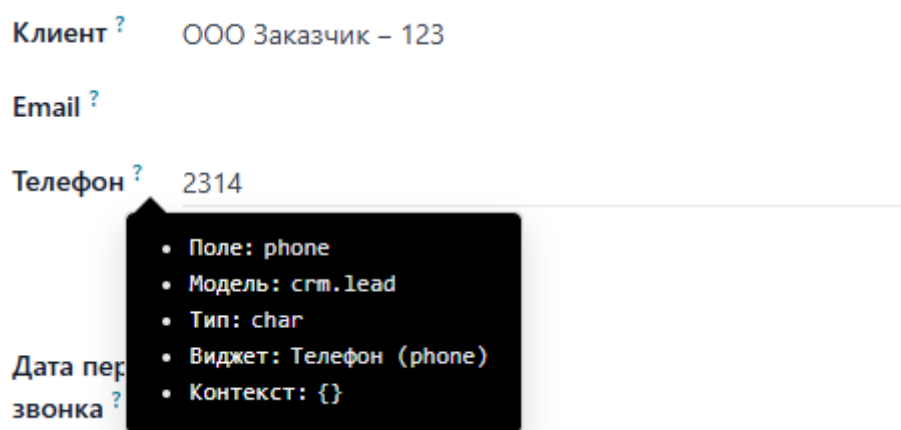 Клиент ? ООО Заказчик – 123
Email ?
Телефон ? 2314
• Поле: phone
• Модель: crm.lead
• Тип: char
• Виджет: Телефон (phone)
• Контекст: {}
Дата пер
звонка ?